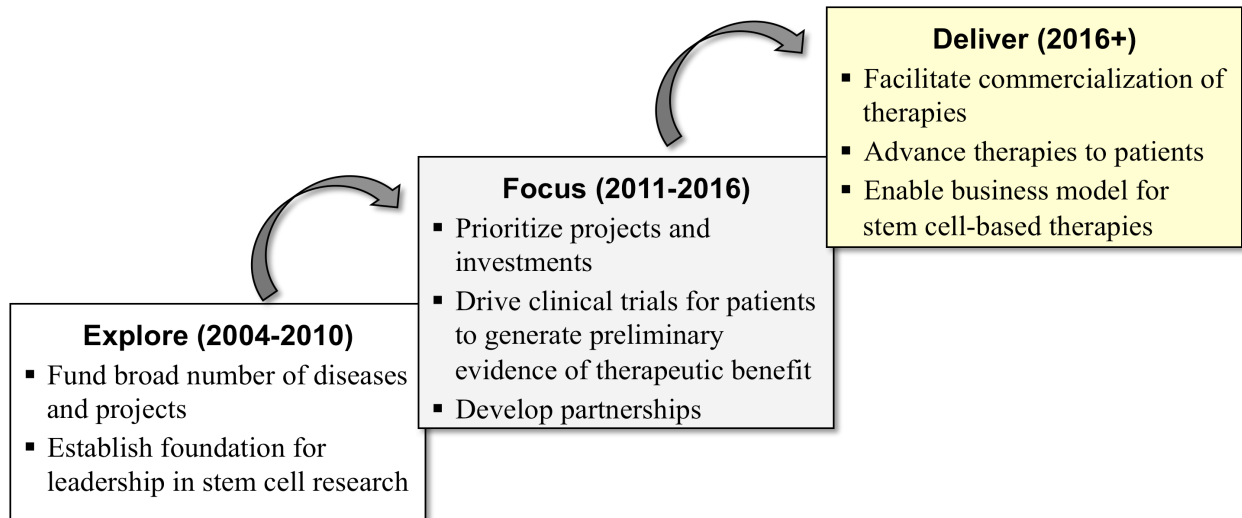 Explore (2004-2010)
▪ Fund broad number of diseases
and projects
▪ Establish foundation for
leadership in stem cell research
Focus (2011-2016)
▪ Prioritize projects and
investments
▪ Drive clinical trials for patients
to generate preliminary
evidence of therapeutic benefit
▪ Develop partnerships
Deliver (2016+)
▪ Facilitate commercialization of
therapies
▪ Advance therapies to patients
▪ Enable business model for
stem cell-based therapies